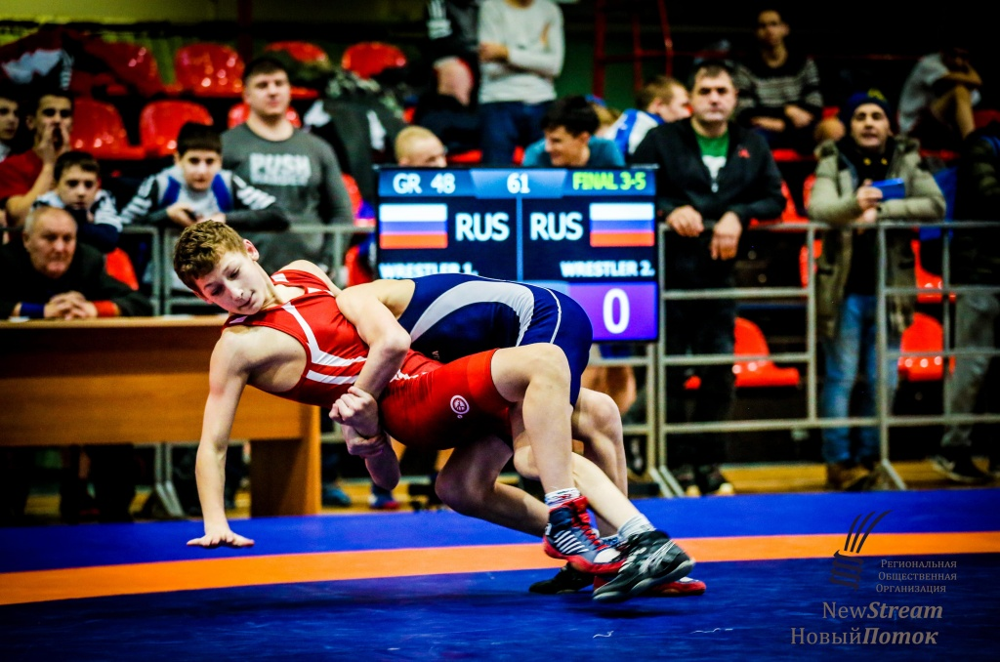 GR 48 61 FINAL 3-5
RUS RUS
WRESTLER 1. WRESTLER 2.
0
PUSH
Региональная
Общественная
Организация
NewStream
НовыйПоток